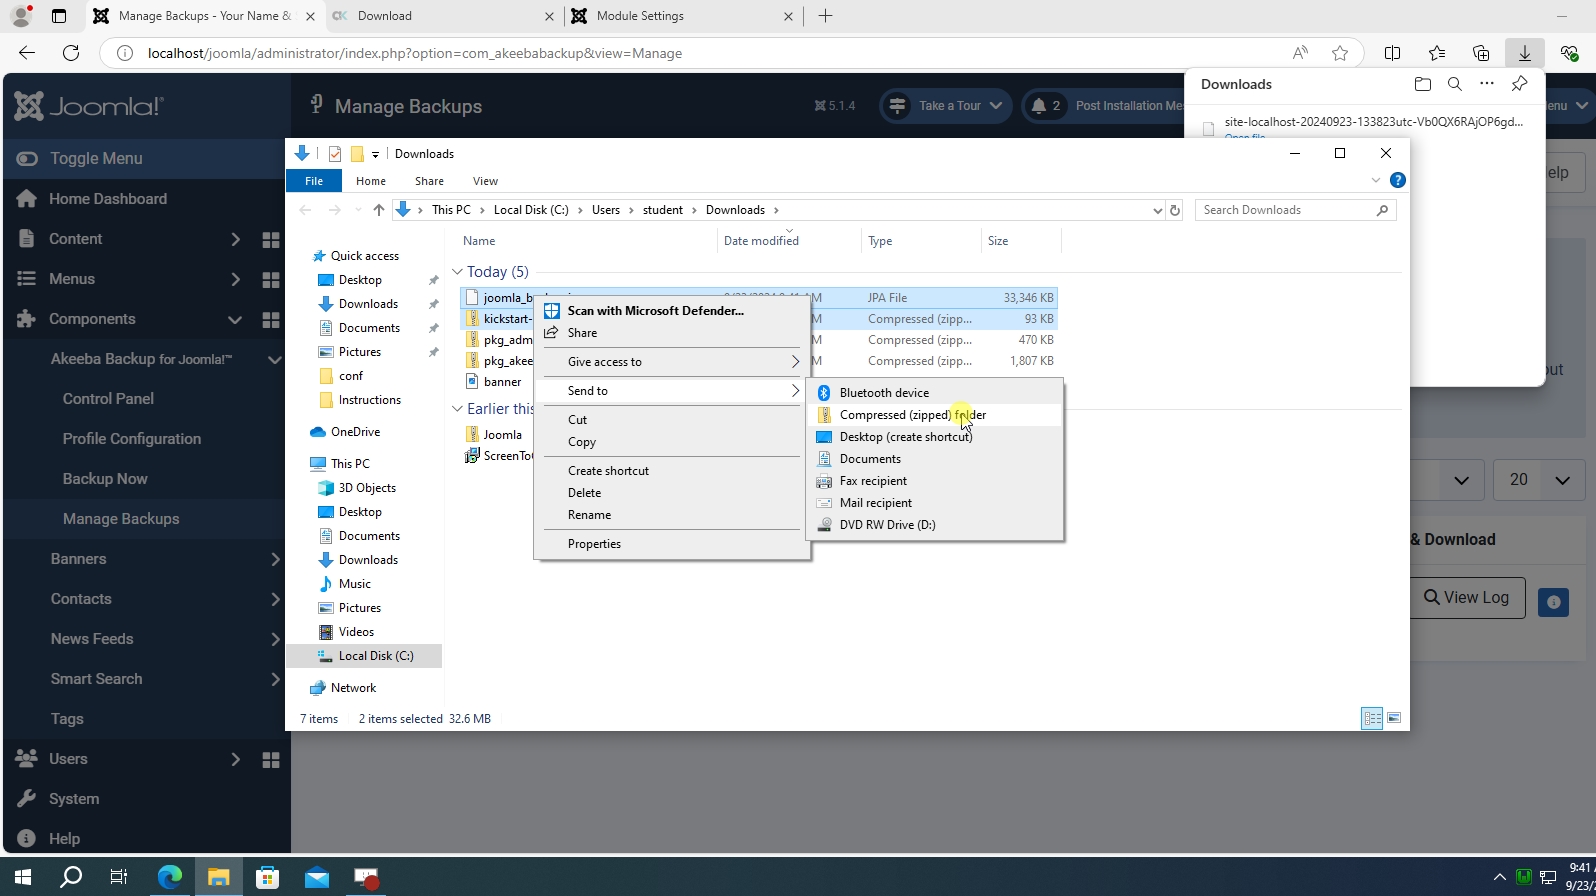 Manage Backups - Your Name &
Download
Module Settings
localhost/joomla/administrator/index.php?option=com_akeebabackup&view=Manage
Joomla!
Manage Backups
5.1.4
Take a Tour
2
Post Installation Me
enu
Downloads
site-localhost-20240923-133823utc-Vb0QX6RAjOP6gd...
Open file
Toggle Menu
Home Dashboard
Content
Menus
Components
Akeeba Backup for Joomla!™
Control Panel
Profile Configuration
Backup Now
Manage Backups
Banners
Contacts
News Feeds
Smart Search
Tags
Users
System
Help
Downloads
File
Home
Share
View
This PC
Local Disk (C:)
Users
student
Downloads
Search Downloads
Name
Date modified
Type
Size
Quick access
Desktop
Downloads
Documents
Pictures
conf
Instructions
OneDrive
This PC
3D Objects
Desktop
Documents
Downloads
Music
Pictures
Videos
Local Disk (C:)
Network
Today (5)
JPA File
33,346 KB
kickstart-
M
Compressed (zipp...
93 KB
pkg_adm
M
Compressed (zipp...
470 KB
pkg_akee
M
Compressed (zipp...
1,807 KB
banner
Earlier this
Joomla
ScreenTo
Scan with Microsoft Defender...
Share
Give access to
Send to
Cut
Copy
Create shortcut
Delete
Rename
Properties
Bluetooth device
Compressed (zipped) folder
Desktop (create shortcut)
Documents
Fax recipient
Mail recipient
DVD RW Drive (D:)
7 items
2 items selected 32.6 MB
elp
out
20
& Download
View Log
9:41
9/23/